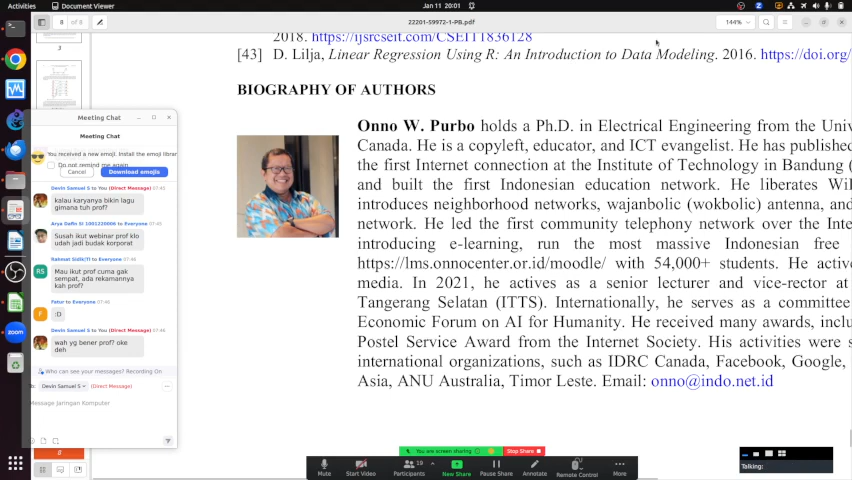 Activities
Document Viewer
Jan 11 20:01
8 of 8
22201-59972-1-PB.pdf
144%
2018. https://ijsrcseit.com/CSEIT1836128
[43] D. Lilja, Linear Regression Using R: An Introduction to Data Modeling. 2016. https://doi.org/
BIOGRAPHY OF AUTHORS
Onno W. Purbo holds a Ph.D. in Electrical Engineering from the Univ
Canada. He is a copyleft, educator, and ICT evangelist. He has published
the first Internet connection at the Institute of Technology in Bandung (
and built the first Indonesian education network. He liberates Wi
introduces neighborhood networks, wajanbolic (wokbolic) antenna, and
network. He led the first community telephony network over the Inte
introducing e-learning, run the most massive Indonesian free
https://lms.onnocenter.or.id/moodle/ with 54,000+ students. He active
media. In 2021, he actives as a senior lecturer and vice-rector at
Tangerang Selatan (ITTS). Internationally, he serves as a committee
Economic Forum on AI for Humanity. He received many awards, inclu
Postel Service Award from the Internet Society. His activities were s
international organizations, such as IDRC Canada, Facebook, Google,
Asia, ANU Australia, Timor Leste. Email: onno@indo.net.id
Meeting Chat
Meeting Chat
You received a new emoji. Install the emoji librar
Do not remind me again
Cancel
Download emojis
Devin Samuel S to You (Direct Message) 07:45
kalau karyanya bikin lagu
gimana tuh prof?
Arya Dafin SI 1001220006 to Everyone 07:45
Susah ikut webinar prof klo
udah jadi budak korporat
to Everyone 07:46
RS
Mau ikut prof cuma gak
sempat, ada rekamannya
kah prof?
Fatur to Everyone 07:46
F
:D
Devin Samuel S to You (Direct Message) 07:46
wah yg bener prof? oke
deh
Who can see your messages? Recording On
Devin Samuel S
(Direct Message)
Message Jaringan Komputer
zoom
You are screen sharing
Stop Share
Mute
Start Video
Participants
19
New Share
Pause Share
Annotate
Remote Control
More
Talking:
3
8